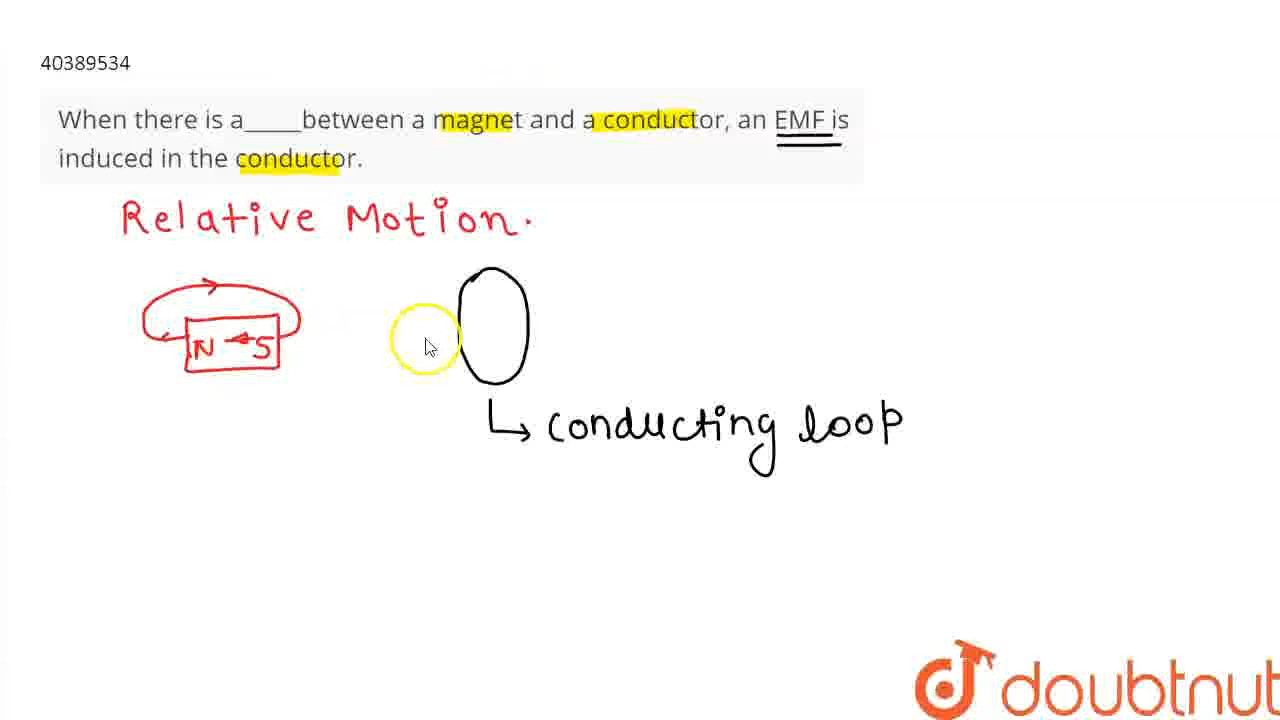 40389534
When there is a_____between a magnet and a conductor, an EMF is
induced in the conductor.
Relative Motion.
N S
conducting loop
doubtnut